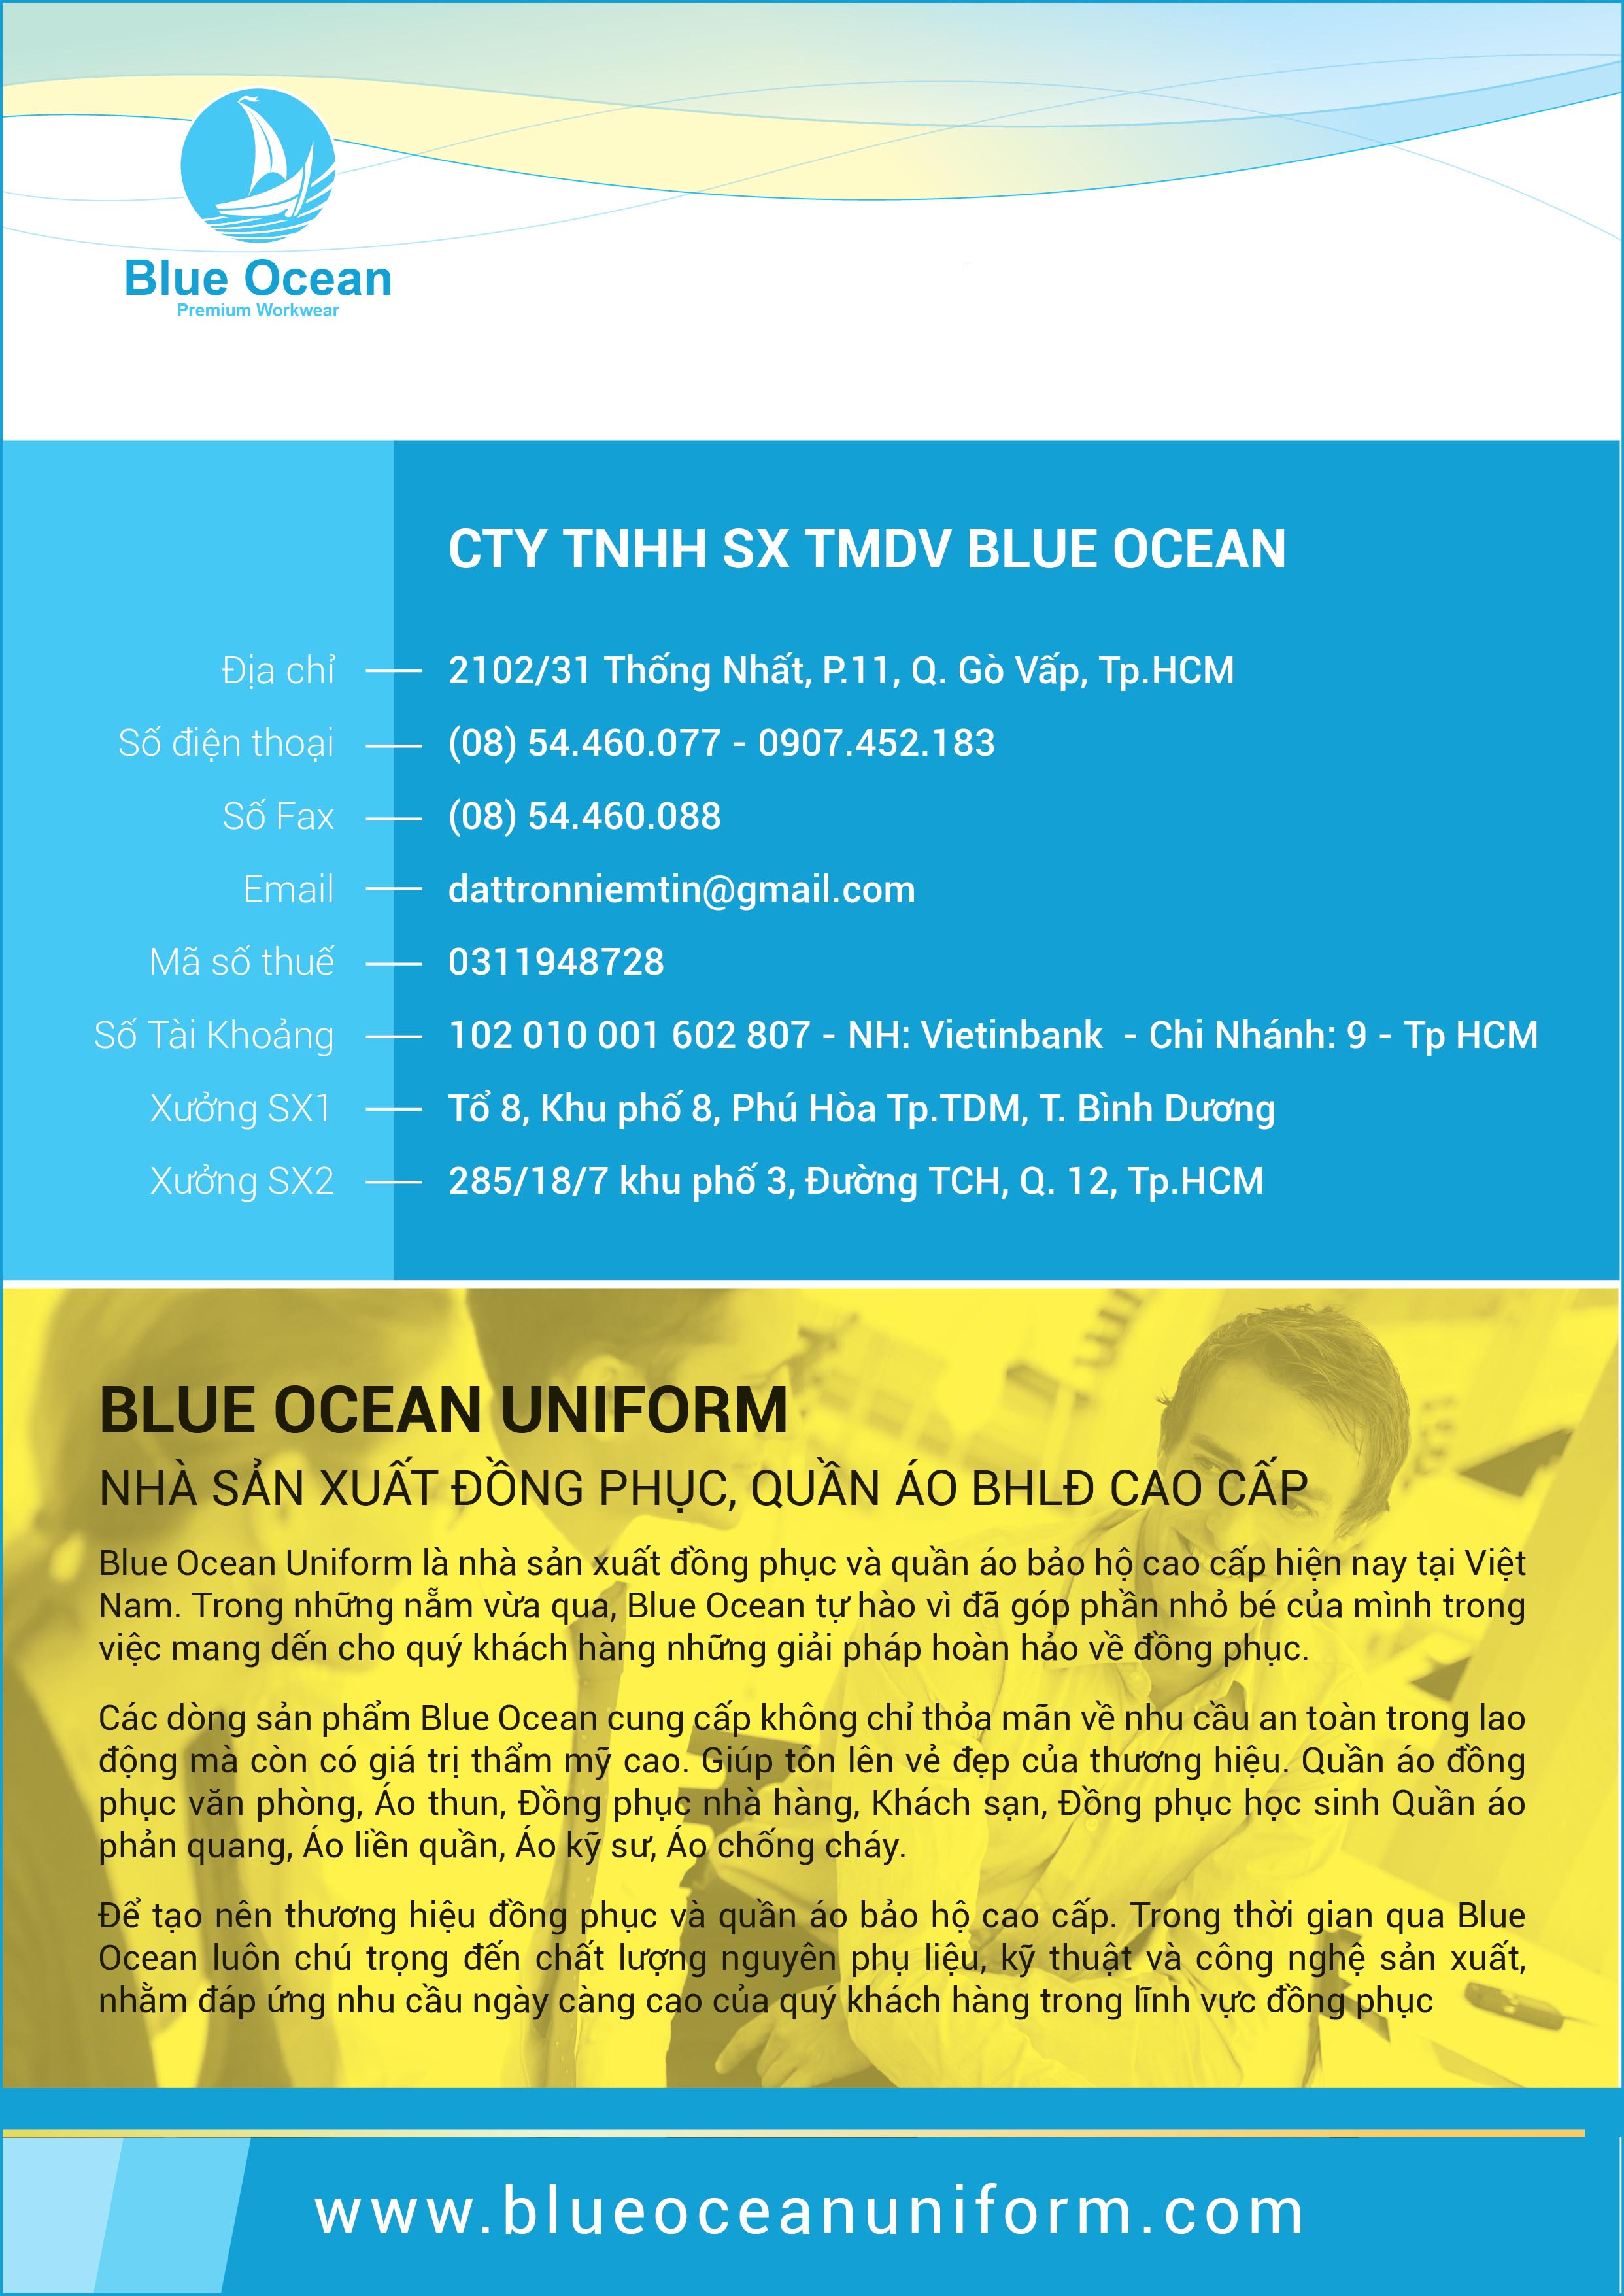 Blue Ocean
Premium Workwear
CTY TNHH SX TMDV BLUE OCEAN
Địa chỉ — 2102/31 Thống Nhất, P.11, Q. Gò Vấp, Tp.HCM
Số điện thoại — (08) 54.460.077 - 0907.452.183
Số Fax — (08) 54.460.088
Email — dattronniemtin@gmail.com
Mã số thuế — 0311948728
Số Tài Khoảng — 102 010 001 602 807 - NH: Vietinbank - Chi Nhánh: 9 - Tp HCM
Xưởng SX1 — Tổ 8, Khu phố 8, Phú Hòa Tp.TDM, T. Bình Dương
Xưởng SX2 — 285/18/7 khu phố 3, Đường TCH, Q. 12, Tp.HCM
BLUE OCEAN UNIFORM
NHÀ SẢN XUẤT ĐỒNG PHỤC, QUẦN ÁO BHLĐ CAO CẤP
Blue Ocean Uniform là nhà sản xuất đồng phục và quần áo bảo hộ cao cấp hiện nay tại Việt
Nam. Trong những nẵm vừa qua, Blue Ocean tự hào vì đã góp phần nhỏ bé của mình trong
việc mang dến cho quý khách hàng những giải pháp hoàn hảo về đồng phục.
Các dòng sản phẩm Blue Ocean cung cấp không chỉ thỏa mãn về nhu cầu an toàn trong lao
động mà còn có giá trị thẩm mỹ cao. Giúp tôn lên vẻ đẹp của thương hiệu. Quần áo đồng
phục văn phòng, Áo thun, Đồng phục nhà hàng, Khách sạn, Đồng phục học sinh Quần áo
phản quang, Áo liền quần, Áo kỹ sư, Áo chống cháy.
Để tạo nên thương hiệu đồng phục và quần áo bảo hộ cao cấp. Trong thời gian qua Blue
Ocean luôn chú trọng đến chất lượng nguyên phụ liệu, kỹ thuật và công nghệ sản xuất,
nhằm đáp ứng nhu cầu ngày càng cao của quý khách hàng trong lĩnh vực đồng phục
www.blueoceanuniform.com